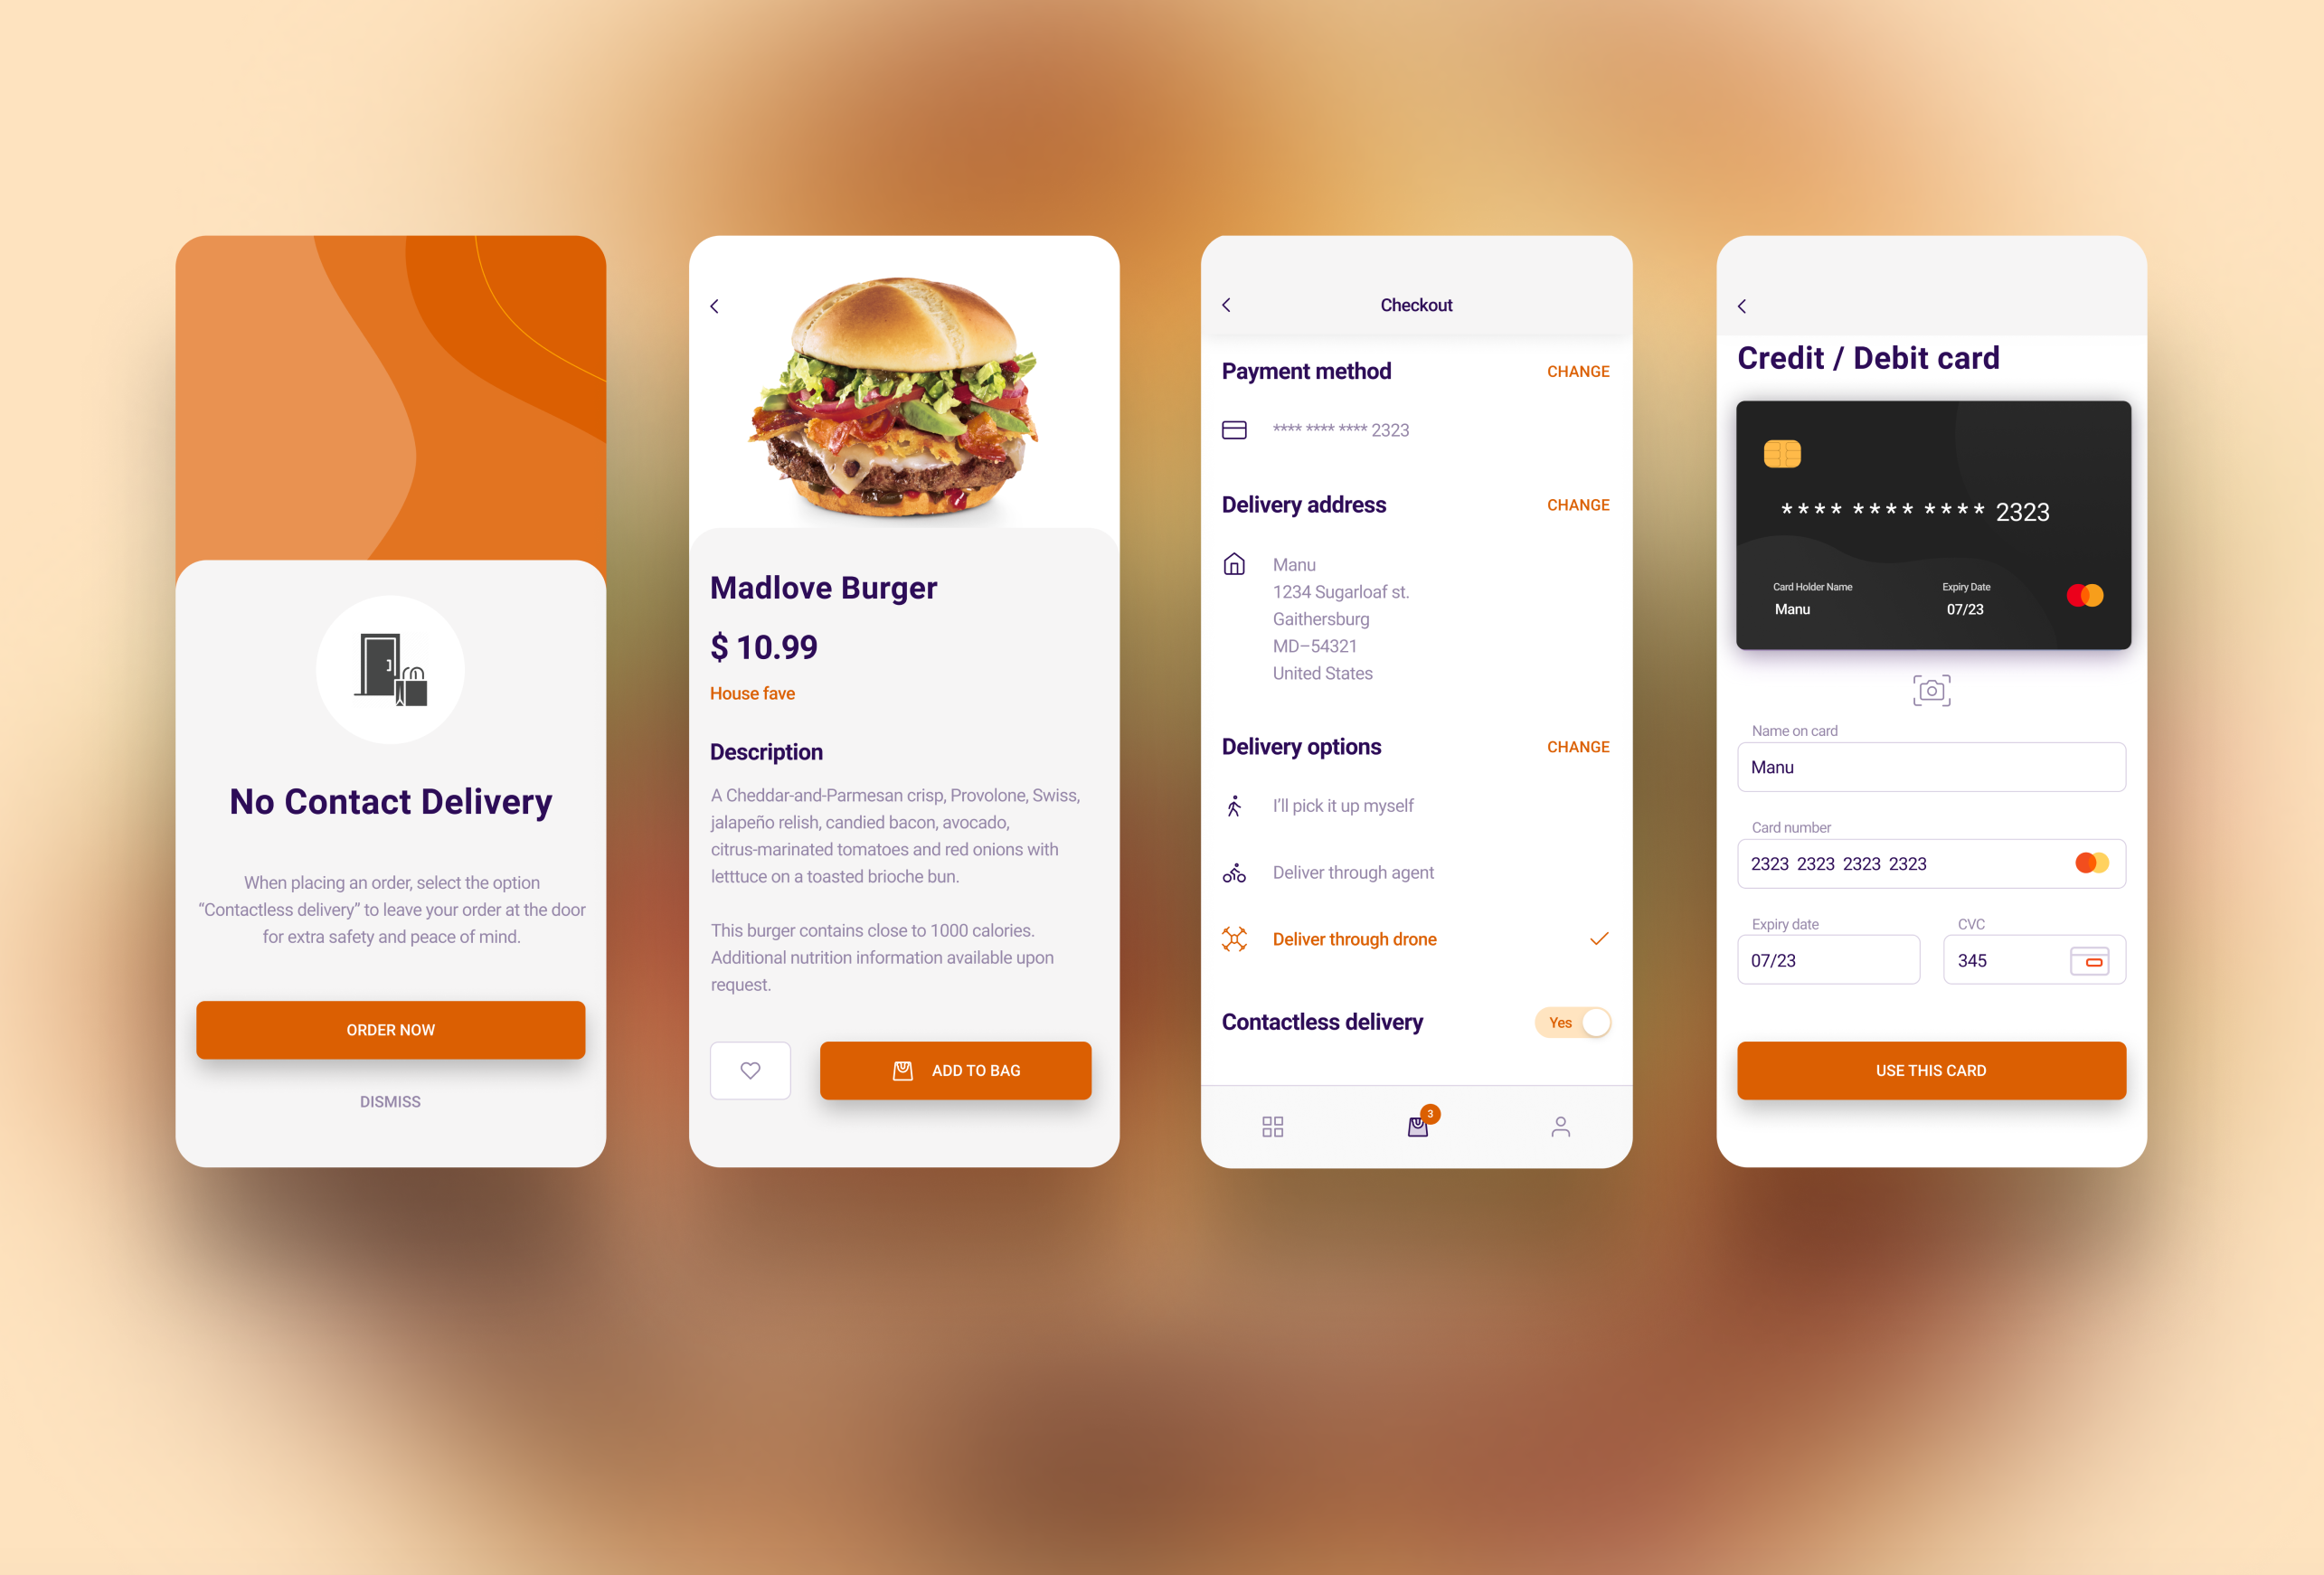 No Contact Delivery
When placing an order, select the option
“Contactless delivery” to leave your order at the door
for extra safety and peace of mind.
ORDER NOW
DISMISS
Madlove Burger
$ 10.99
House fave
Description
A Cheddar-and-Parmesan crisp, Provolone, Swiss,
jalapeño relish, candied bacon, avocado,
citrus-marinated tomatoes and red onions with
letttuce on a toasted brioche bun.
This burger contains close to 1000 calories.
Additional nutrition information available upon
request.
ADD TO BAG
Checkout
Payment method CHANGE
**** **** **** 2323
Delivery address CHANGE
Manu
1234 Sugarloaf st.
Gaithersburg
MD–54321
United States
Delivery options CHANGE
I’ll pick it up myself
Deliver through agent
Deliver through drone
Contactless delivery Yes
3
Credit / Debit card
**** **** **** 2323
Card Holder Name Expiry Date
Manu 07/23
Name on card
Manu
Card number
2323 2323 2323 2323
Expiry date CVC
07/23 345
USE THIS CARD